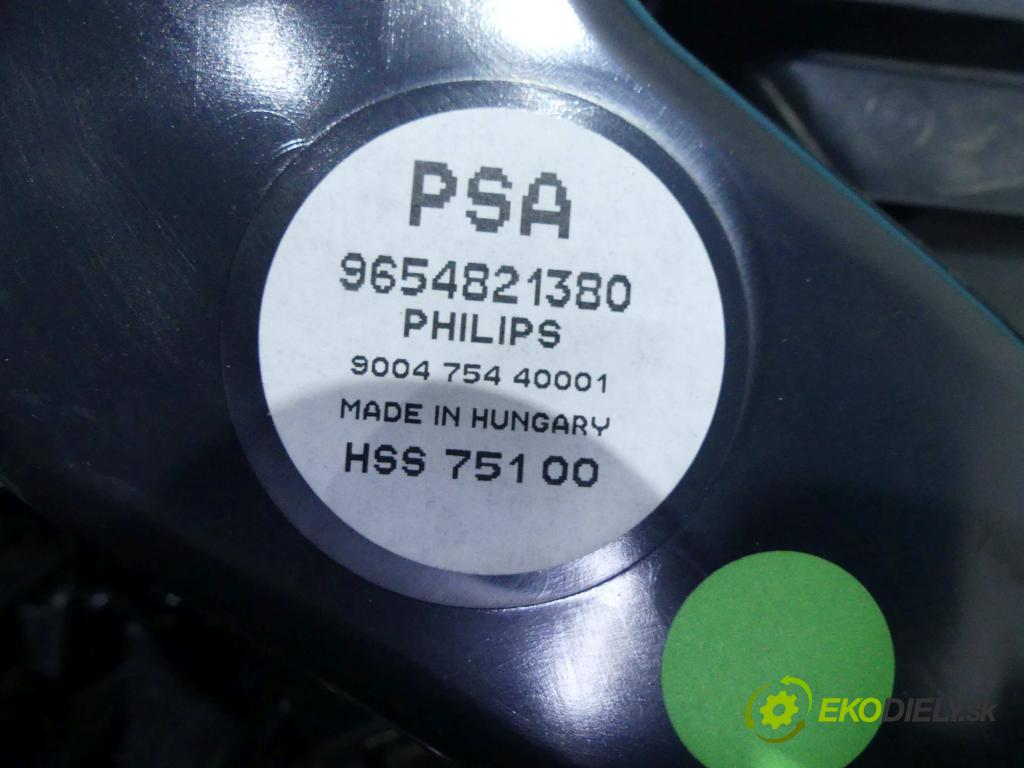 PSA
9654821380
PHILIPS
9004 754 40001
MADE IN HUNGARY
HSS 751 00
EKODIELY.sk